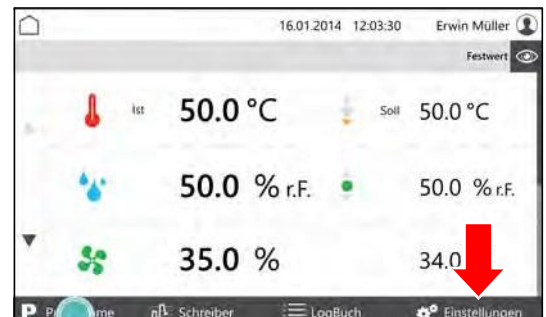 16.01.2014 12:03:30 Erwin Müller
Festwert
Ist 50.0 °C Soll 50.0 °C
50.0 % r.F. 50.0 % r.F.
35.0 % 34.0
P Schreiber LogBuch Einstellungen